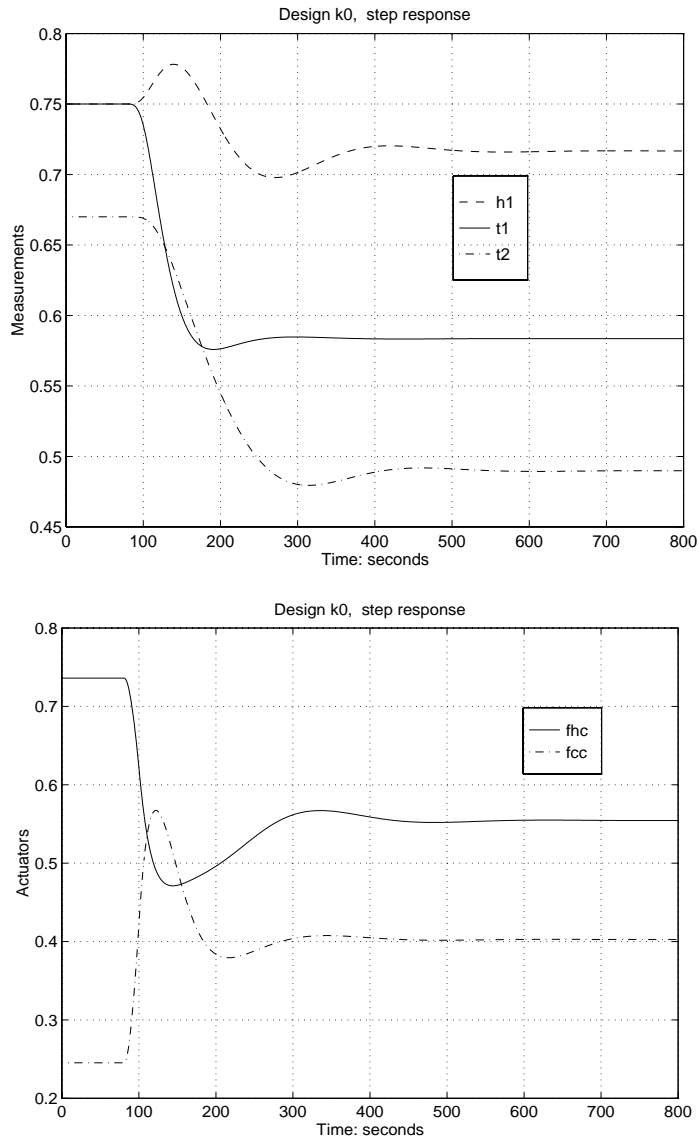 Design k0, step response
0.8
0.75
0.7
0.65
0.6
0.55
0.5
0.45
Measurements
h1
t1
t2
0 100 200 300 400 500 600 700 800
Time: seconds
Design k0, step response
0.8
0.7
0.6
0.5
0.4
0.3
0.2
Actuators
fhc
fcc
0 100 200 300 400 500 600 700 800
Time: seconds